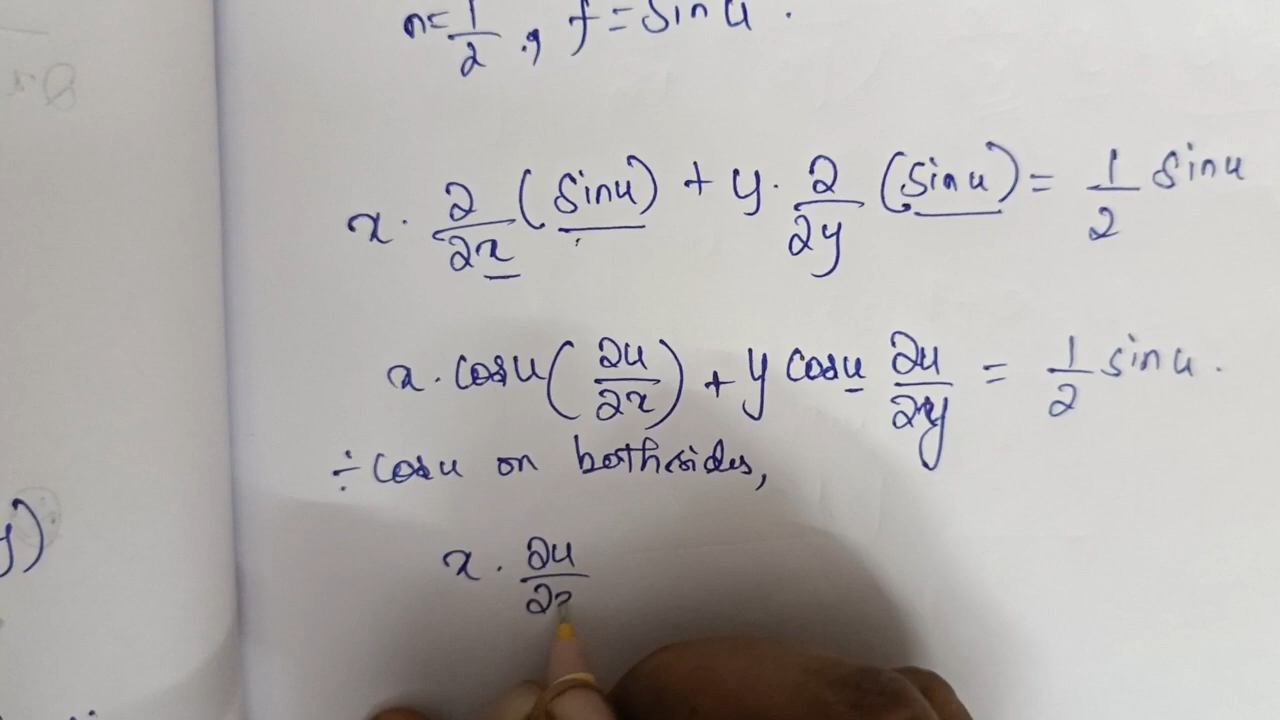 n=1/2, f=sin u.
x. ∂/∂x (sin u) + y. ∂/∂y (sin u) = 1/2 sin u
x. cos u (∂u/∂x) + y cos u ∂u/∂y = 1/2 sin u.
÷ cos u on bothsides,
x. ∂u/∂x